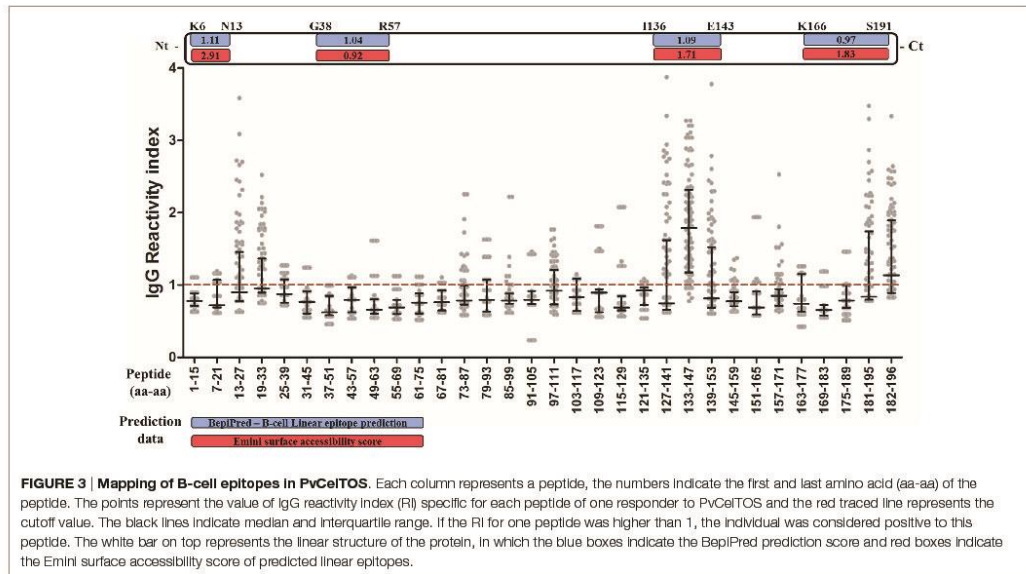 K6 N13 G38 R57 I136 E143 K166 S191
Nt - 1.11 1.04 1.09 0.97 - Ct
2.91 0.92 1.71 1.83
4
3
2
1
0
IgG Reactivity index
1-15 7-21 13-27 19-33 25-39 31-45 37-51 43-57 49-63 55-69 61-75 67-81 73-87 79-93 85-99 91-105 97-111 103-117 109-123 115-129 121-135 127-141 133-147 139-153 145-159 151-165 157-171 163-177 169-183 175-189 181-195 182-196
Peptide
(aa-aa)
Prediction
data
BepiPred – B-cell Linear epitope prediction
Emini surface accessibility score
FIGURE 3 | Mapping of B-cell epitopes in PvCelTOS. Each column represents a peptide, the numbers indicate the first and last amino acid (aa-aa) of the
peptide. The points represent the value of IgG reactivity index (RI) specific for each peptide of one responder to PvCelTOS and the red traced line represents the
cutoff value. The black lines indicate median and interquartile range. If the RI for one peptide was higher than 1, the individual was considered positive to this
peptide. The white bar on top represents the linear structure of the protein, in which the blue boxes indicate the BepiPred prediction score and red boxes indicate
the Emini surface accessibility score of predicted linear epitopes.